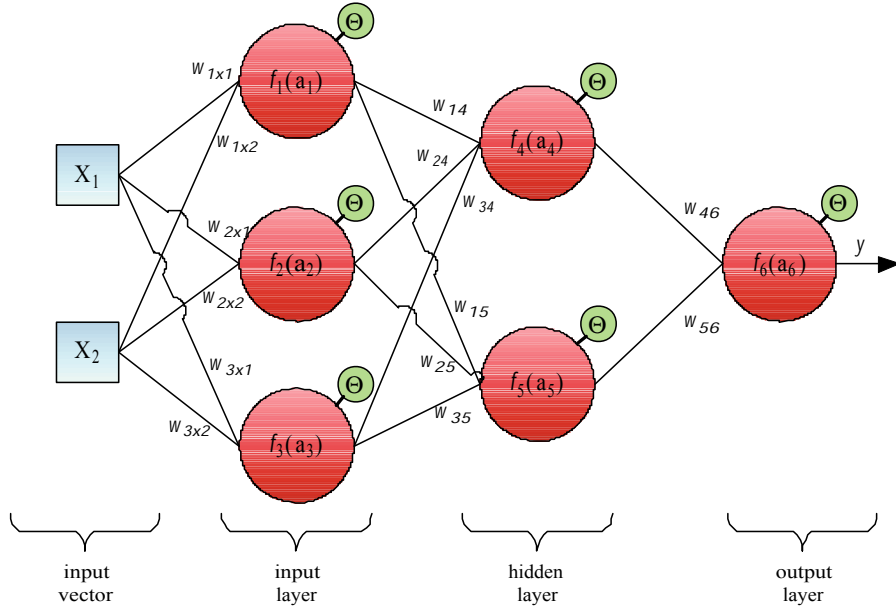 Θ
w1x1
f1(a1)
Θ
w14
f4(a4)
w1x2
w24
X1
Θ
w34
w46
Θ
w2x1
f2(a2)
f6(a6)
y
w2x2
w15
Θ
w56
X2
w3x1
w25
f5(a5)
Θ
w35
w3x2
f3(a3)
input
vector
input
layer
hidden
layer
output
layer